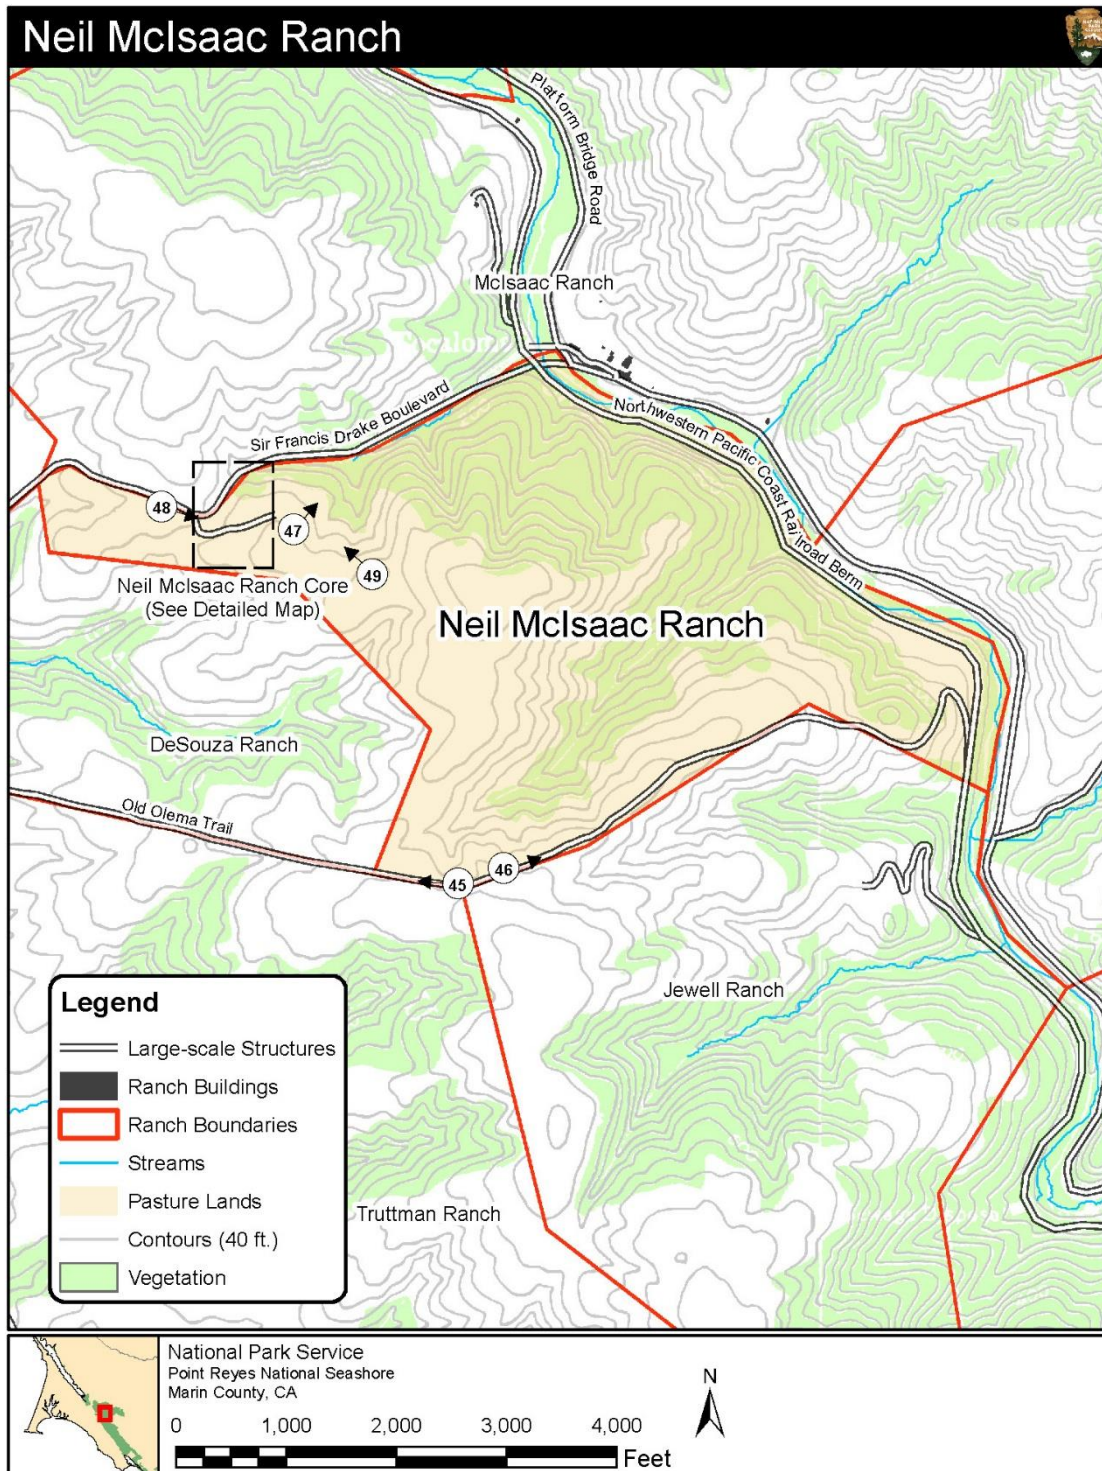 Neil McIsaac Ranch
Platform Bridge Road
McIsaac Ranch
Sir Francis Drake Boulevard
Northwestern Pacific Coast Railroad Berm
48
47
49
Neil McIsaac Ranch Core
(See Detailed Map)
Neil McIsaac Ranch
DeSouza Ranch
Old Olema Trail
45
46
Jewell Ranch
Truttman Ranch
Legend
Large-scale Structures
Ranch Buildings
Ranch Boundaries
Streams
Pasture Lands
Contours (40 ft.)
Vegetation
National Park Service
Point Reyes National Seashore
Marin County, CA
0 1,000 2,000 3,000 4,000
Feet
N